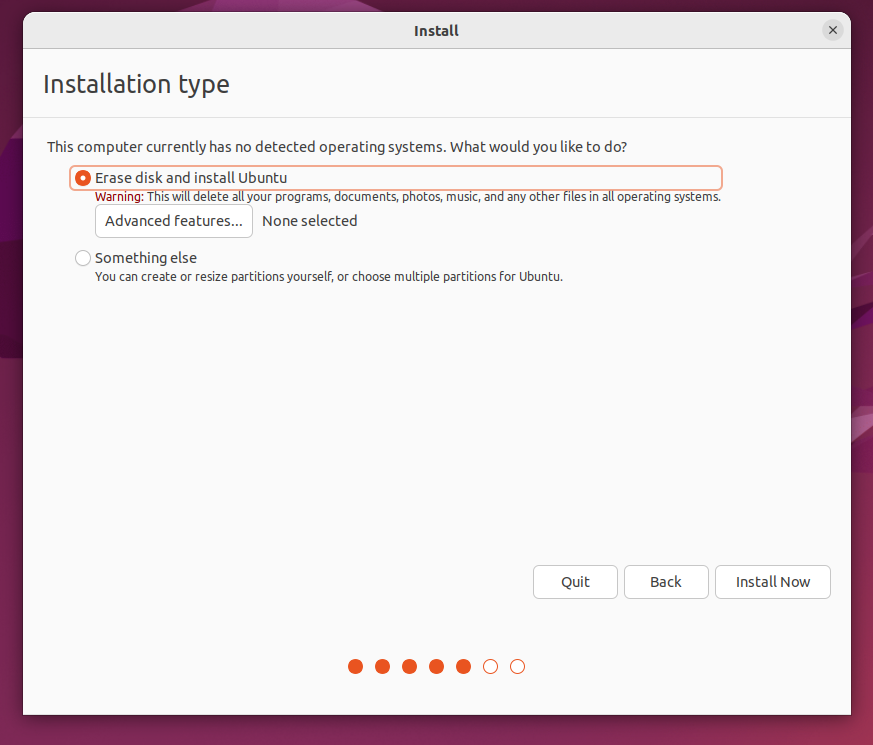 Install
Installation type
This computer currently has no detected operating systems. What would you like to do?
Erase disk and install Ubuntu
Warning: This will delete all your programs, documents, photos, music, and any other files in all operating systems.
Advanced features... None selected
Something else
You can create or resize partitions yourself, or choose multiple partitions for Ubuntu.
Quit Back Install Now